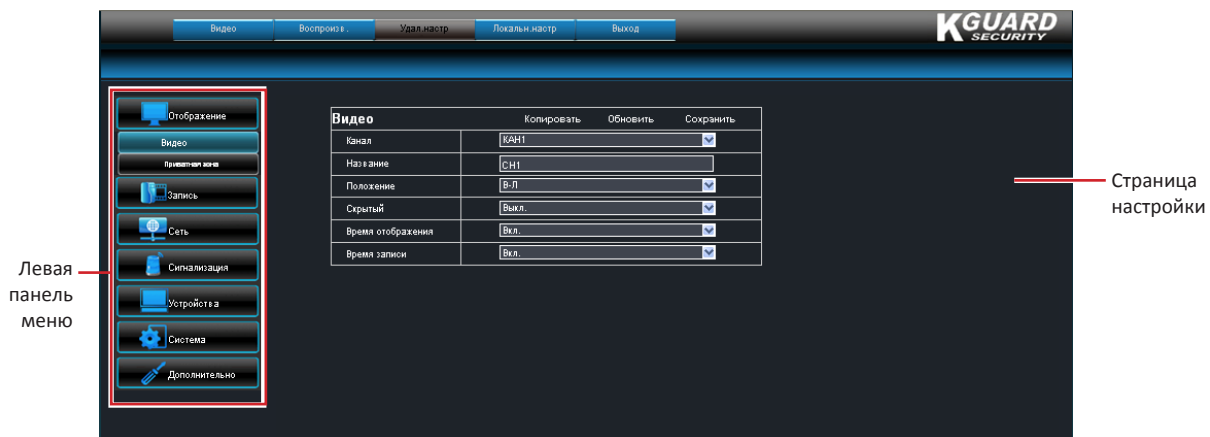 Видео Воспроизв. Удал.настр Локальн.настр Выход
KGUARD
SECURITY
Отображение
Видео
Приватная зона
Запись
Сеть
Сигнализация
Устройства
Система
Дополнительно
Видео Копировать Обновить Сохранить
Канал КАН1
Название CH1
Положение В-Л
Скрытый Выкл.
Время отображения Вкл.
Время записи Вкл.
Левая
панель
меню
Страница
настройки